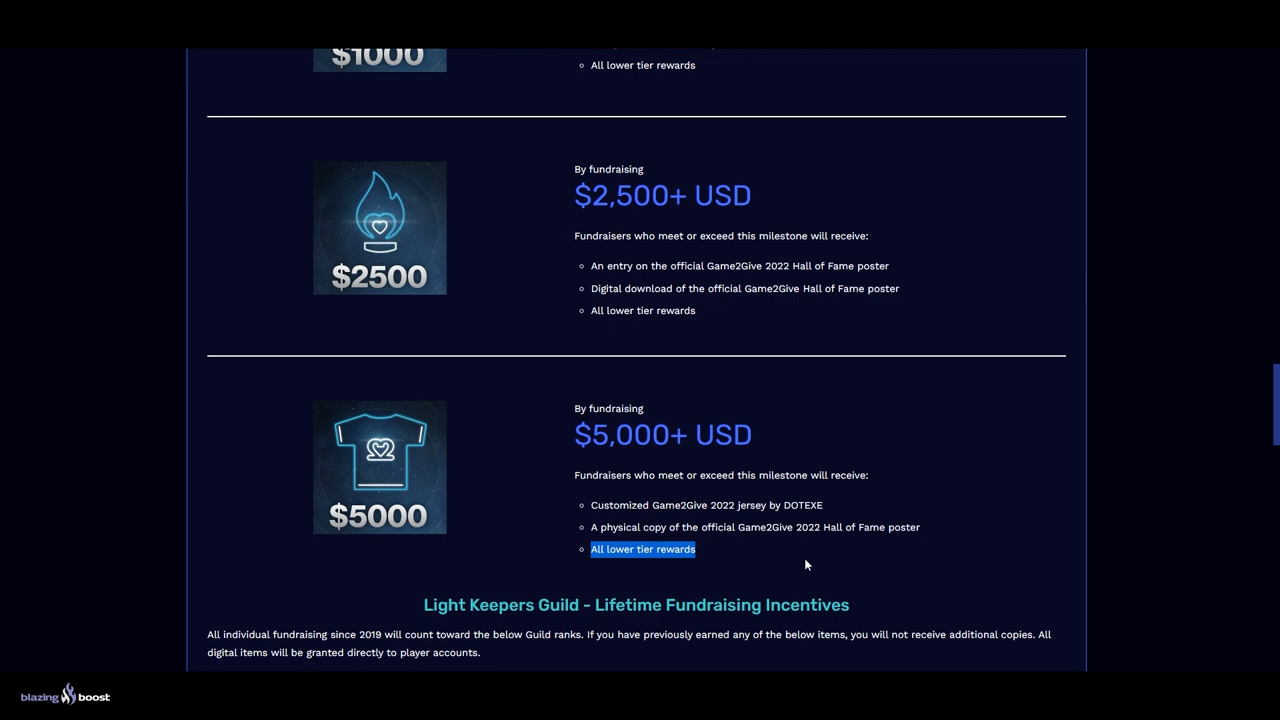 $1000
All lower tier rewards
$2500
By fundraising
$2,500+ USD
Fundraisers who meet or exceed this milestone will receive:
An entry on the official Game2Give 2022 Hall of Fame poster
Digital download of the official Game2Give Hall of Fame poster
All lower tier rewards
$5000
By fundraising
$5,000+ USD
Fundraisers who meet or exceed this milestone will receive:
Customized Game2Give 2022 jersey by DOTEXE
A physical copy of the official Game2Give 2022 Hall of Fame poster
All lower tier rewards
Light Keepers Guild - Lifetime Fundraising Incentives
All individual fundraising since 2019 will count toward the below Guild ranks. If you have previously earned any of the below items, you will not receive additional copies. All
digital items will be granted directly to player accounts.
blazing boost